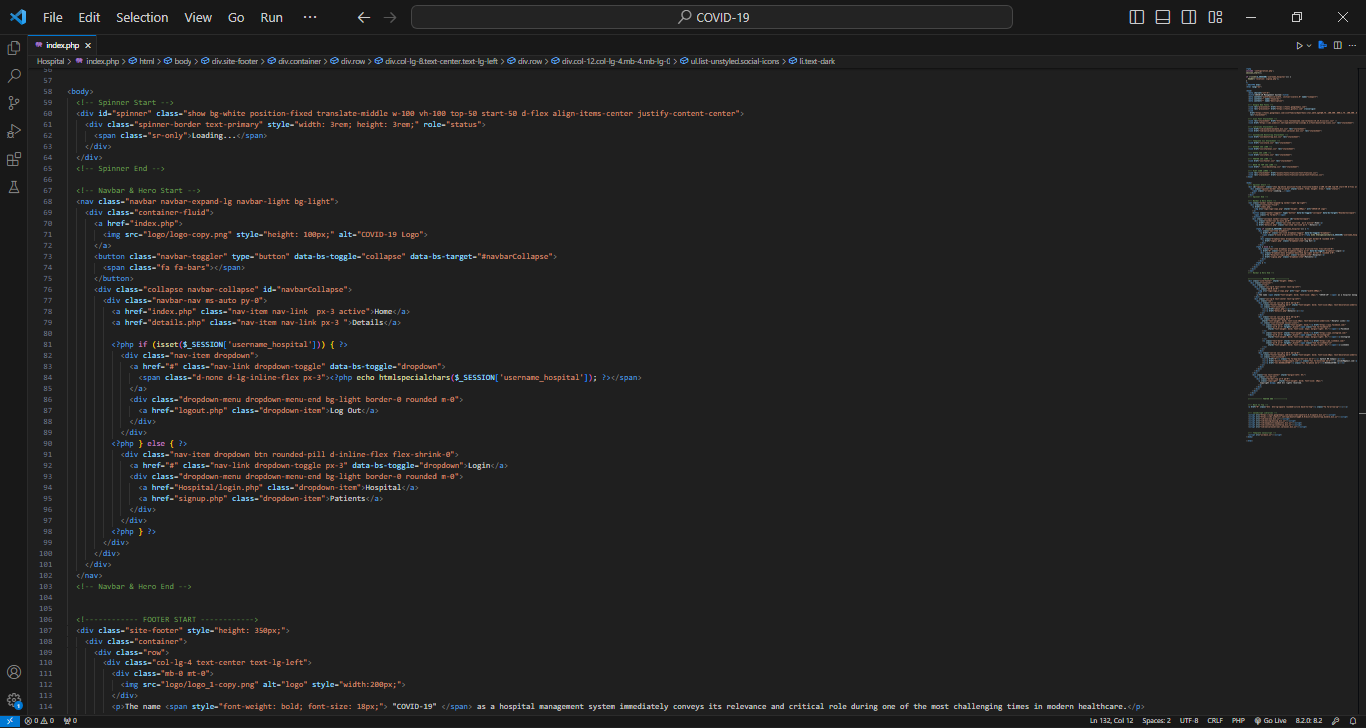 File Edit Selection View Go Run ··· COVID-19
index.php
Hospital > index.php > html > body > div.site-footer > div.container > div.row > div.col-lg-8.text-center.text-lg-left > div.row > div.col-12.col-lg-4.mb-4.mb-lg-0 > ul.list-unstyled.social-icons > li.text-dark
56
57
58 <body>
59 <!-- Spinner Start -->
60 <div id="spinner" class="show bg-white position-fixed translate-middle w-100 vh-100 top-50 start-50 d-flex align-items-center justify-content-center">
61 <div class="spinner-border text-primary" style="width: 3rem; height: 3rem;" role="status">
62 <span class="sr-only">Loading...</span>
63 </div>
64 </div>
65 <!-- Spinner End -->
66
67 <!-- Navbar & Hero Start -->
68 <nav class="navbar navbar-expand-lg navbar-light bg-light">
69 <div class="container-fluid">
70 <a href="index.php">
71 <img src="logo/logo-copy.png" style="height: 100px;" alt="COVID-19 Logo">
72 </a>
73 <button class="navbar-toggler" type="button" data-bs-toggle="collapse" data-bs-target="#navbarCollapse">
74 <span class="fa fa-bars"></span>
75 </button>
76 <div class="collapse navbar-collapse" id="navbarCollapse">
77 <div class="navbar-nav ms-auto py-0">
78 <a href="index.php" class="nav-item nav-link  px-3 active">Home</a>
79 <a href="details.php" class="nav-item nav-link px-3 ">Details</a>
80
81 <?php if (isset($_SESSION['username_hospital'])) { ?>
82 <div class="nav-item dropdown">
83 <a href="#" class="nav-link dropdown-toggle" data-bs-toggle="dropdown">
84 <span class="d-none d-lg-inline-flex px-3"><?php echo htmlspecialchars($_SESSION['username_hospital']); ?></span>
85 </a>
86 <div class="dropdown-menu dropdown-menu-end bg-light border-0 rounded m-0">
87 <a href="logout.php" class="dropdown-item">Log Out</a>
88 </div>
89 </div>
90 <?php } else { ?>
91 <div class="nav-item dropdown btn rounded-pill d-inline-flex flex-shrink-0">
92 <a href="#" class="nav-link dropdown-toggle px-3" data-bs-toggle="dropdown">Login</a>
93 <div class="dropdown-menu dropdown-menu-end bg-light border-0 rounded m-0">
94 <a href="Hospital/login.php" class="dropdown-item">Hospital</a>
95 <a href="signup.php" class="dropdown-item">Patients</a>
96 </div>
97 </div>
98 <?php } ?>
99 </div>
100 </div>
101 </div>
102 </nav>
103 <!-- Navbar & Hero End -->
104
105
106 <!------------ FOOTER START ------------>
107 <div class="site-footer" style="height: 350px;">
108 <div class="container">
109 <div class="row">
110 <div class="col-lg-4 text-center text-lg-left">
111 <div class="mb-0 mt-0">
112 <img src="logo/logo_1-copy.png" alt="logo" style="width:200px;">
113 </div>
114 <p>The name <span style="font-weight: bold; font-size: 18px;"> "COVID-19" </span> as a hospital management system immediately conveys its relevance and critical role during one of the most challenging times in modern healthcare.</p>
0 0 0 Ln 132, Col 12 Spaces: 2 UTF-8 CRLF PHP Go Live 8.2.0: 8.2